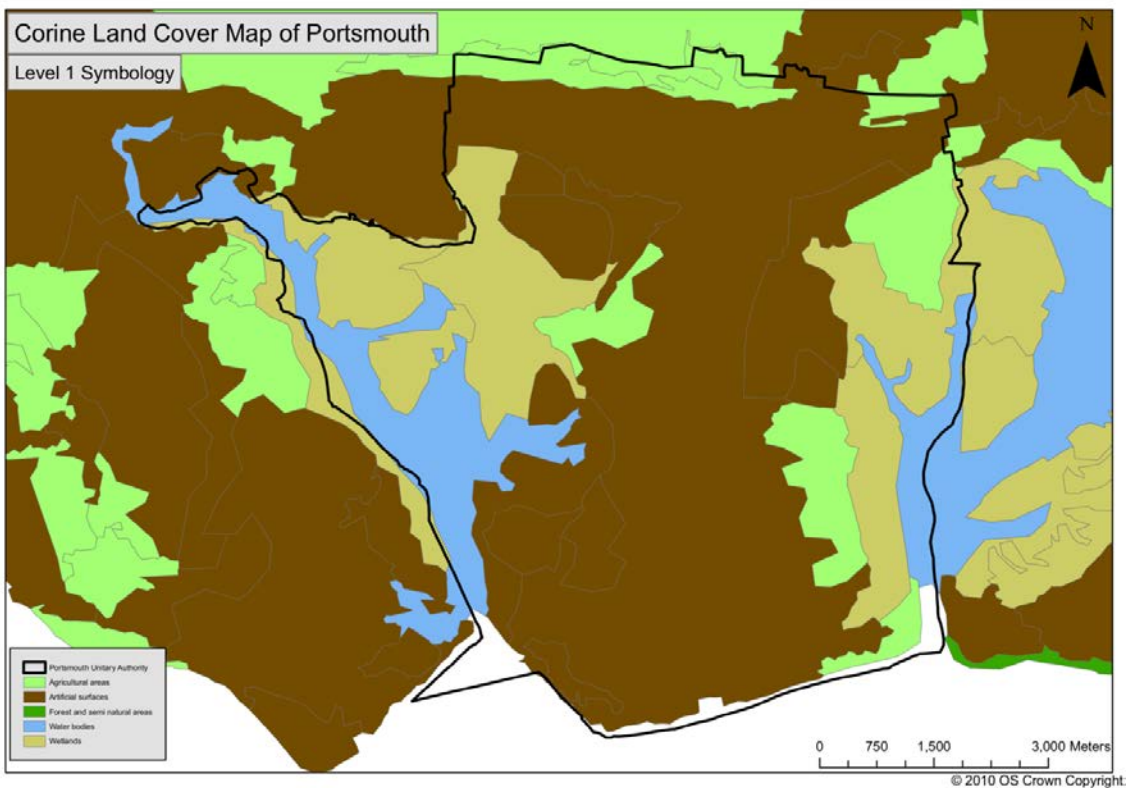 Corine Land Cover Map of Portsmouth
Level 1 Symbology
N
Portsmouth Unitary Authority
Agricultural areas
Artificial surfaces
Forest and semi natural areas
Water bodies
Wetlands
0 750 1,500 3,000 Meters
© 2010 OS Crown Copyright: